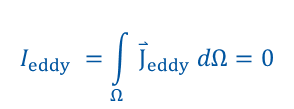 I_eddy = ∫_Ω J⃗_eddy dΩ = 0